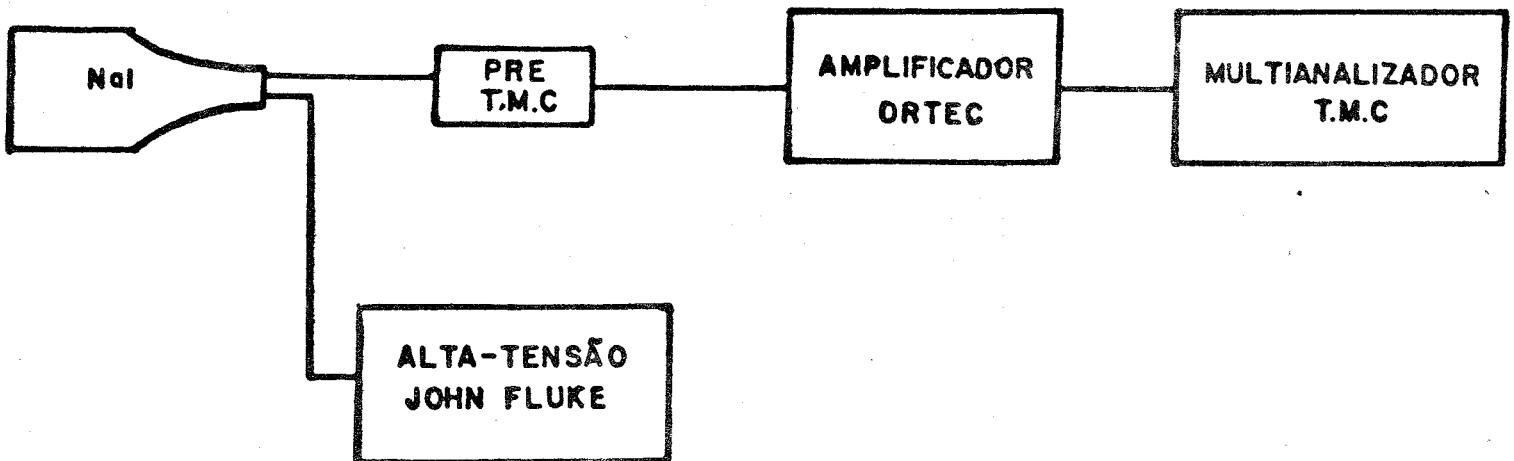 NaI
PRE
T.M.C
AMPLIFICADOR
ORTEC
MULTIANALIZADOR
T.M.C
ALTA-TENSÃO
JOHN FLUKE